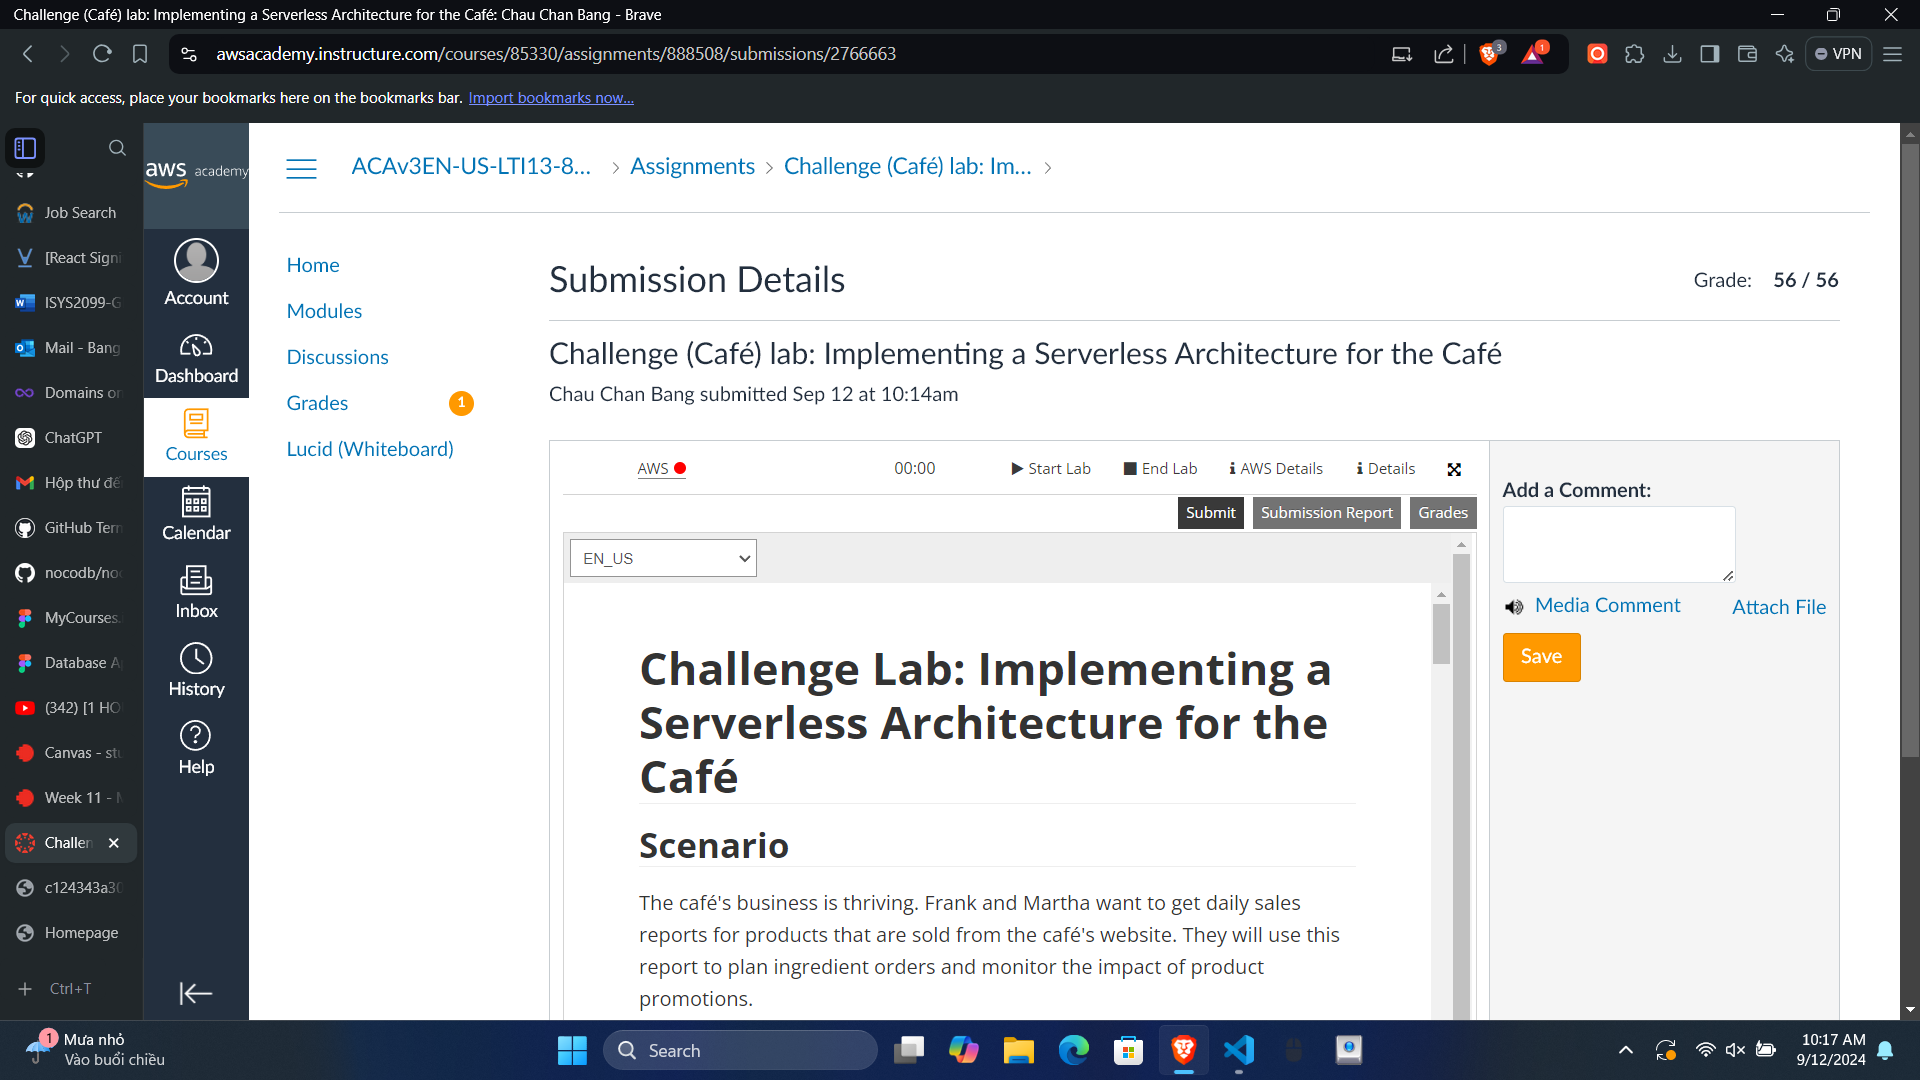 Challenge (Café) lab: Implementing a Serverless Architecture for the Café: Chau Chan Bang - Brave
awsacademy.instructure.com/courses/85330/assignments/888508/submissions/2766663
3
1
VPN
For quick access, place your bookmarks here on the bookmarks bar. Import bookmarks now...
Job Search
[React Signi
ISYS2099-G
Mail - Bang
Domains on
ChatGPT
Hộp thư đế
GitHub Term
nocodb/noc
MyCourses.
Database A
(342) [1 HO
Canvas - stu
Week 11 - M
Challen
c124343a30
Homepage
Ctrl+T
aws academy
Account
Dashboard
Courses
Calendar
Inbox
History
Help
ACAv3EN-US-LTI13-8... > Assignments > Challenge (Café) lab: Im... >
Home
Modules
Discussions
Grades 1
Lucid (Whiteboard)
Submission Details
Grade: 56 / 56
Challenge (Café) lab: Implementing a Serverless Architecture for the Café
Chau Chan Bang submitted Sep 12 at 10:14am
AWS 00:00 Start Lab End Lab AWS Details Details
Submit Submission Report Grades
EN_US
Challenge Lab: Implementing a
Serverless Architecture for the
Café
Scenario
The café's business is thriving. Frank and Martha want to get daily sales
reports for products that are sold from the café's website. They will use this
report to plan ingredient orders and monitor the impact of product
promotions.
Add a Comment:
Media Comment Attach File
Save
1
Mưa nhỏ
Vào buổi chiều
Search
10:17 AM
9/12/2024